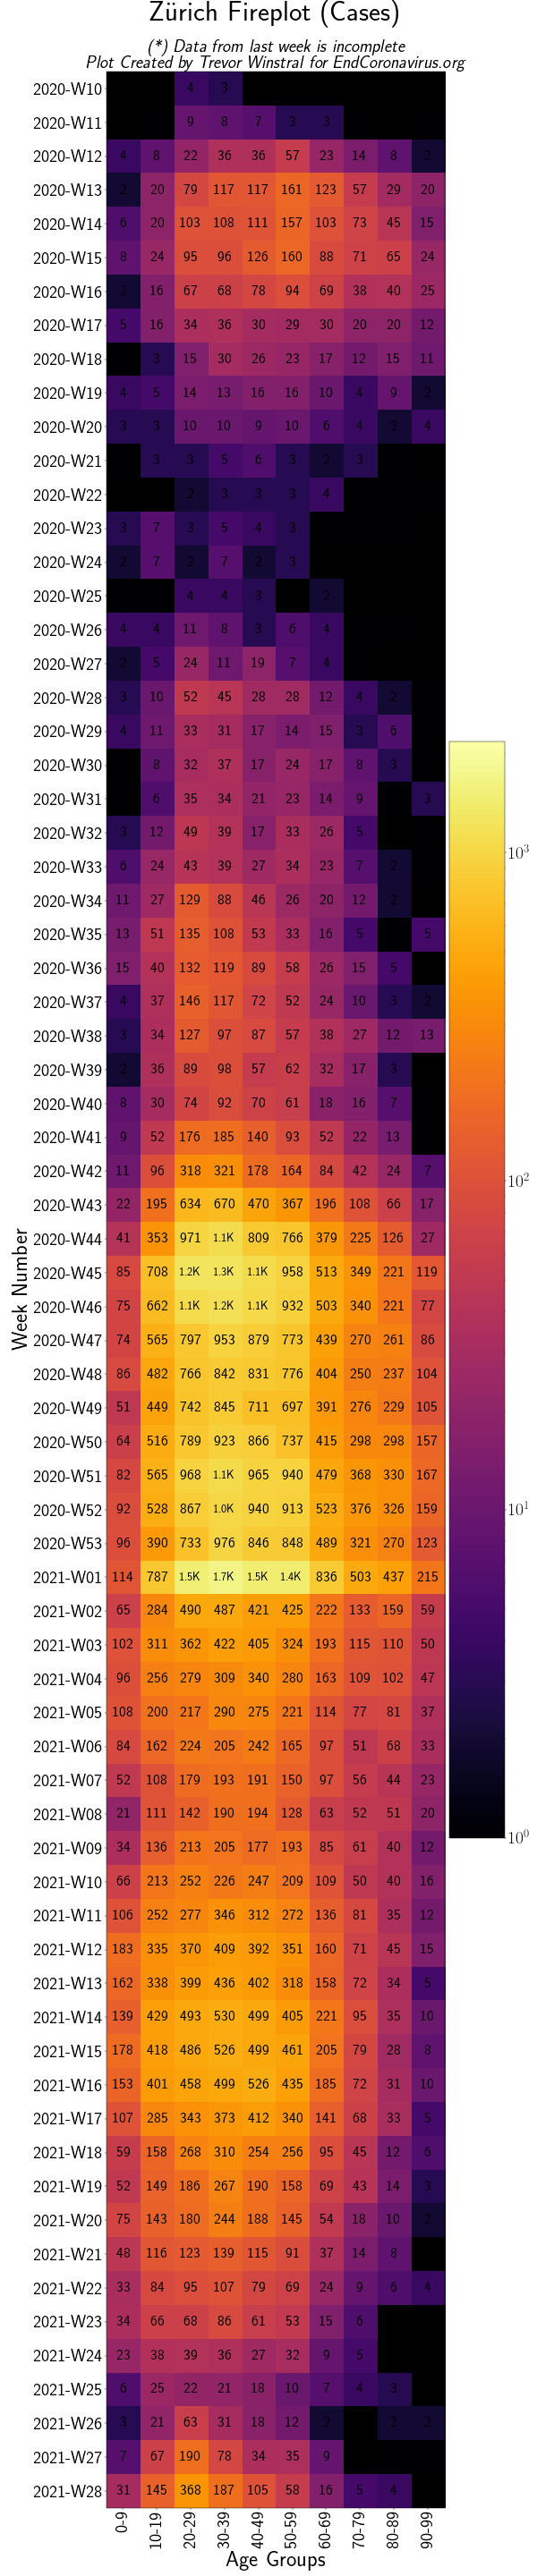 Zürich Fireplot (Cases)
(*) Data from last week is incomplete
Plot Created by Trevor Winstral for EndCoronavirus.org
2020-W10 4 3
2020-W11 9 8 7 3 3
2020-W12 4 8 22 36 36 57 23 14 8 2
2020-W13 2 20 79 117 117 161 123 57 29 20
2020-W14 6 20 103 108 111 157 103 73 45 15
2020-W15 8 24 95 96 126 160 88 71 65 24
2020-W16 2 16 67 68 78 94 69 38 40 25
2020-W17 5 16 34 36 30 29 30 20 20 12
2020-W18 3 15 30 26 23 17 12 15 11
2020-W19 4 5 14 13 16 16 10 4 9 2
2020-W20 3 3 10 10 9 10 6 4 2 4
2020-W21 3 3 5 6 3 2 3
2020-W22 2 3 3 3 4
2020-W23 3 7 3 5 4 3
2020-W24 2 7 2 7 2 3
2020-W25 4 4 3 2
2020-W26 4 4 11 8 3 6 4
2020-W27 2 5 24 11 19 7 4
2020-W28 3 10 52 45 28 28 12 4 2
2020-W29 4 11 33 31 17 14 15 3 6
2020-W30 8 32 37 17 24 17 8 3
2020-W31 6 35 34 21 23 14 9 3
2020-W32 3 12 49 39 17 33 26 5
2020-W33 6 24 43 39 27 34 23 7 2
2020-W34 11 27 129 88 46 26 20 12 2
2020-W35 13 51 135 108 53 33 16 5 5
2020-W36 15 40 132 119 89 58 26 15 5
2020-W37 4 37 146 117 72 52 24 10 3 2
2020-W38 3 34 127 97 87 57 38 27 12 13
2020-W39 2 36 89 98 57 62 32 17 3
2020-W40 8 30 74 92 70 61 18 16 7
2020-W41 9 52 176 185 140 93 52 22 13
2020-W42 11 96 318 321 178 164 84 42 24 7
2020-W43 22 195 634 670 470 367 196 108 66 17
2020-W44 41 353 971 1.1K 809 766 379 225 126 27
2020-W45 85 708 1.2K 1.3K 1.1K 958 513 349 221 119
2020-W46 75 662 1.1K 1.2K 1.1K 932 503 340 221 77
2020-W47 74 565 797 953 879 773 439 270 261 86
2020-W48 86 482 766 842 831 776 404 250 237 104
2020-W49 51 449 742 845 711 697 391 276 229 105
2020-W50 64 516 789 923 866 737 415 298 298 157
2020-W51 82 565 968 1.1K 965 940 479 368 330 167
2020-W52 92 528 867 1.0K 940 913 523 376 326 159
2020-W53 96 390 733 976 846 848 489 321 270 123
2021-W01 114 787 1.5K 1.7K 1.5K 1.4K 836 503 437 215
2021-W02 65 284 490 487 421 425 222 133 159 59
2021-W03 102 311 362 422 405 324 193 115 110 50
2021-W04 96 256 279 309 340 280 163 109 102 47
2021-W05 108 200 217 290 275 221 114 77 81 37
2021-W06 84 162 224 205 242 165 97 51 68 33
2021-W07 52 108 179 193 191 150 97 56 44 23
2021-W08 21 111 142 190 194 128 63 52 51 20
2021-W09 34 136 213 205 177 193 85 61 40 12
2021-W10 66 213 252 226 247 209 109 50 40 16
2021-W11 106 252 277 346 312 272 136 81 35 12
2021-W12 183 335 370 409 392 351 160 71 45 15
2021-W13 162 338 399 436 402 318 158 72 34 5
2021-W14 139 429 493 530 499 405 221 95 35 10
2021-W15 178 418 486 526 499 461 205 79 28 8
2021-W16 153 401 458 499 526 435 185 72 31 10
2021-W17 107 285 343 373 412 340 141 68 33 5
2021-W18 59 158 268 310 254 256 95 45 12 6
2021-W19 52 149 186 267 190 158 69 43 14 3
2021-W20 75 143 180 244 188 145 54 18 10 2
2021-W21 48 116 123 139 115 91 37 14 8
2021-W22 33 84 95 107 79 69 24 9 6 4
2021-W23 34 66 68 86 61 53 15 6
2021-W24 23 38 39 36 27 32 9 5
2021-W25 6 25 22 21 18 10 7 4 3
2021-W26 3 21 63 31 18 12 2 2 2
2021-W27 7 67 190 78 34 35 9
2021-W28 31 145 368 187 105 58 16 5 4
0-9 10-19 20-29 30-39 40-49 50-59 60-69 70-79 80-89 90-99
Age Groups
Week Number
10³
10²
10¹
10⁰